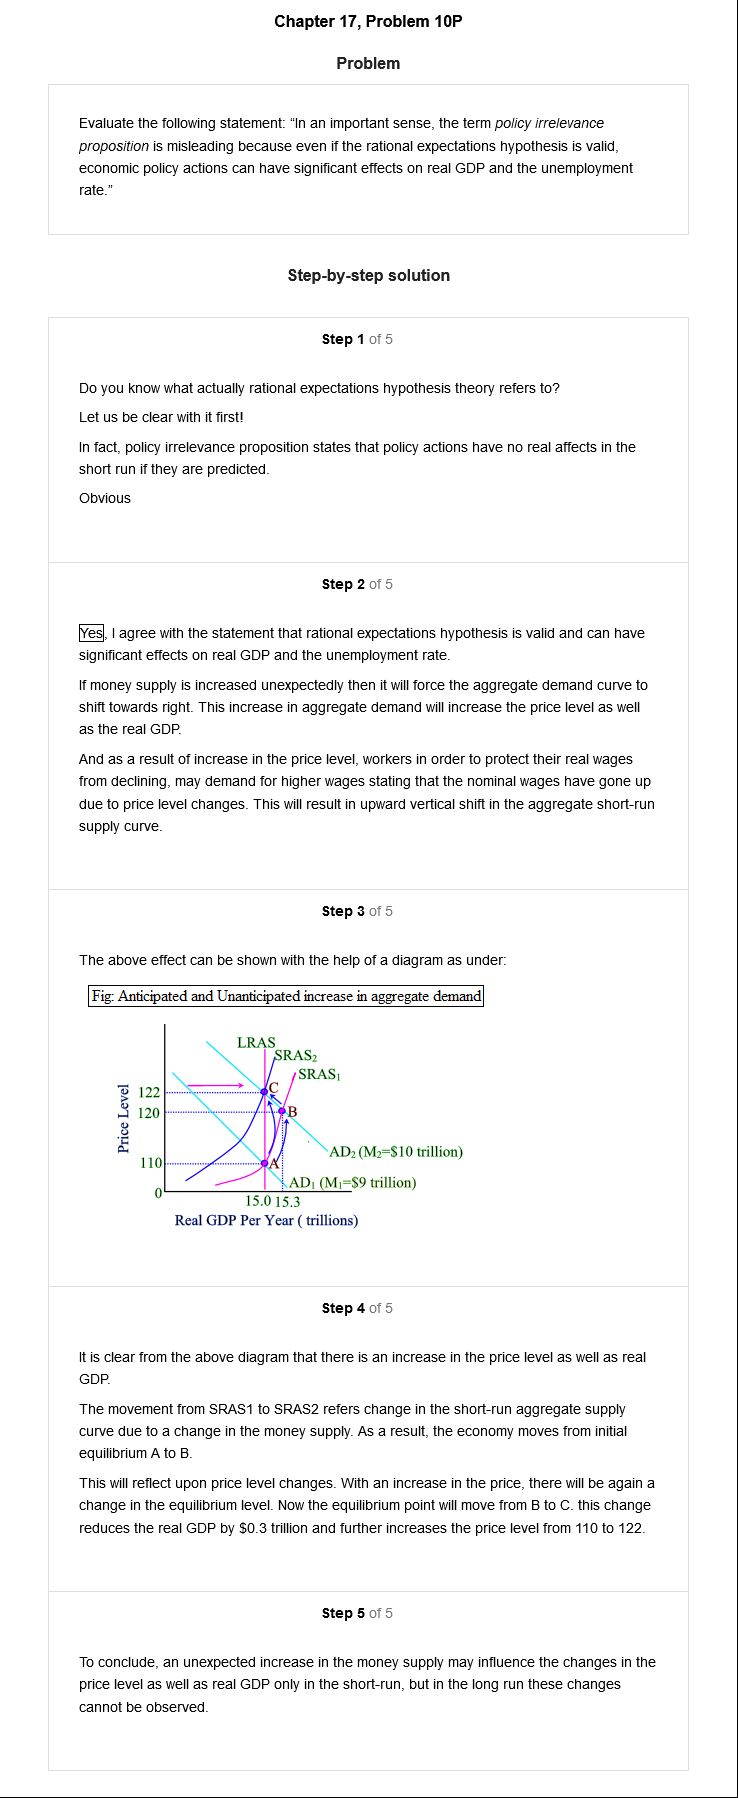 Chapter 17, Problem 10P
Problem
Evaluate the following statement: “In an important sense, the term policy irrelevance
proposition is misleading because even if the rational expectations hypothesis is valid,
economic policy actions can have significant effects on real GDP and the unemployment
rate.”
Step-by-step solution
Step 1 of 5
Do you know what actually rational expectations hypothesis theory refers to?
Let us be clear with it first!
In fact, policy irrelevance proposition states that policy actions have no real affects in the
short run if they are predicted.
Obvious
Step 2 of 5
Yes, I agree with the statement that rational expectations hypothesis is valid and can have
significant effects on real GDP and the unemployment rate.
If money supply is increased unexpectedly then it will force the aggregate demand curve to
shift towards right. This increase in aggregate demand will increase the price level as well
as the real GDP.
And as a result of increase in the price level, workers in order to protect their real wages
from declining, may demand for higher wages stating that the nominal wages have gone up
due to price level changes. This will result in upward vertical shift in the aggregate short-run
supply curve.
Step 3 of 5
The above effect can be shown with the help of a diagram as under:
Fig: Anticipated and Unanticipated increase in aggregate demand
LRAS
SRAS₂
SRAS₁
122
C
120
B
Price Level
AD₂ (M₂=$10 trillion)
110
A
AD₁ (M₁=$9 trillion)
0
15.0 15.3
Real GDP Per Year ( trillions)
Step 4 of 5
It is clear from the above diagram that there is an increase in the price level as well as real
GDP.
The movement from SRAS1 to SRAS2 refers change in the short-run aggregate supply
curve due to a change in the money supply. As a result, the economy moves from initial
equilibrium A to B.
This will reflect upon price level changes. With an increase in the price, there will be again a
change in the equilibrium level. Now the equilibrium point will move from B to C. this change
reduces the real GDP by $0.3 trillion and further increases the price level from 110 to 122.
Step 5 of 5
To conclude, an unexpected increase in the money supply may influence the changes in the
price level as well as real GDP only in the short-run, but in the long run these changes
cannot be observed.